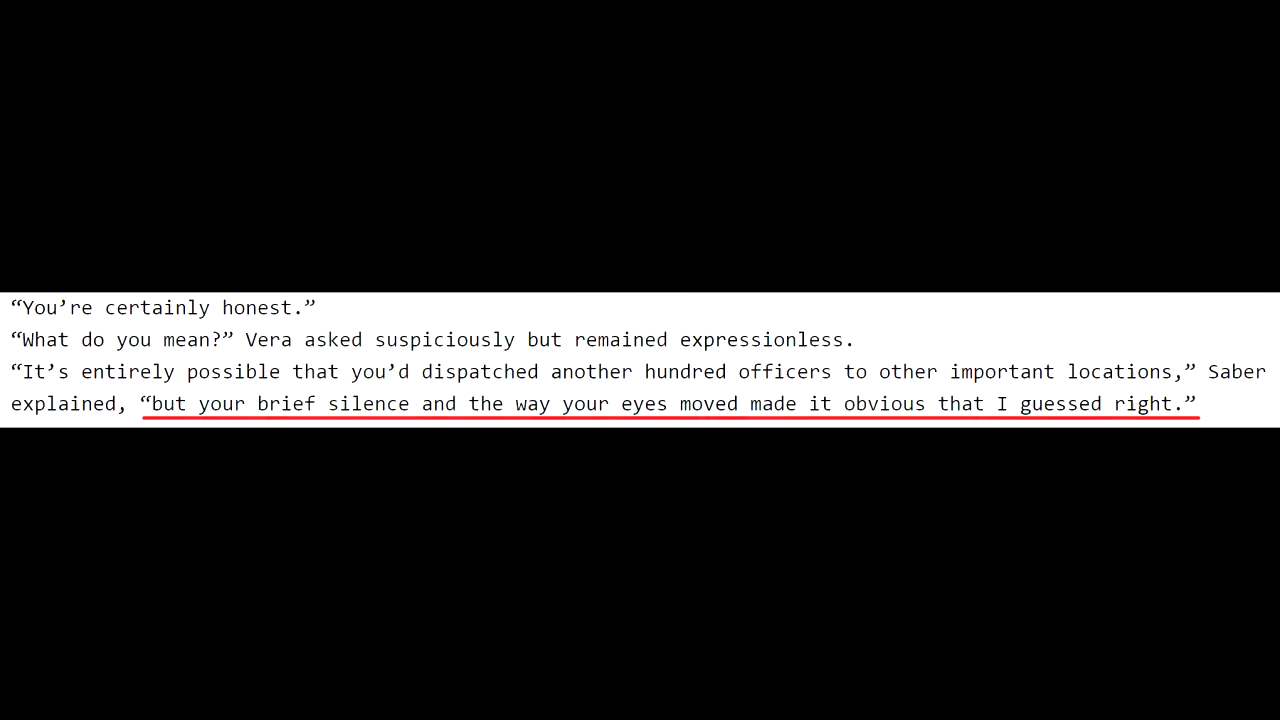 “You’re certainly honest.”
“What do you mean?” Vera asked suspiciously but remained expressionless.
“It’s entirely possible that you’d dispatched another hundred officers to other important locations,” Saber
explained, “but your brief silence and the way your eyes moved made it obvious that I guessed right.”